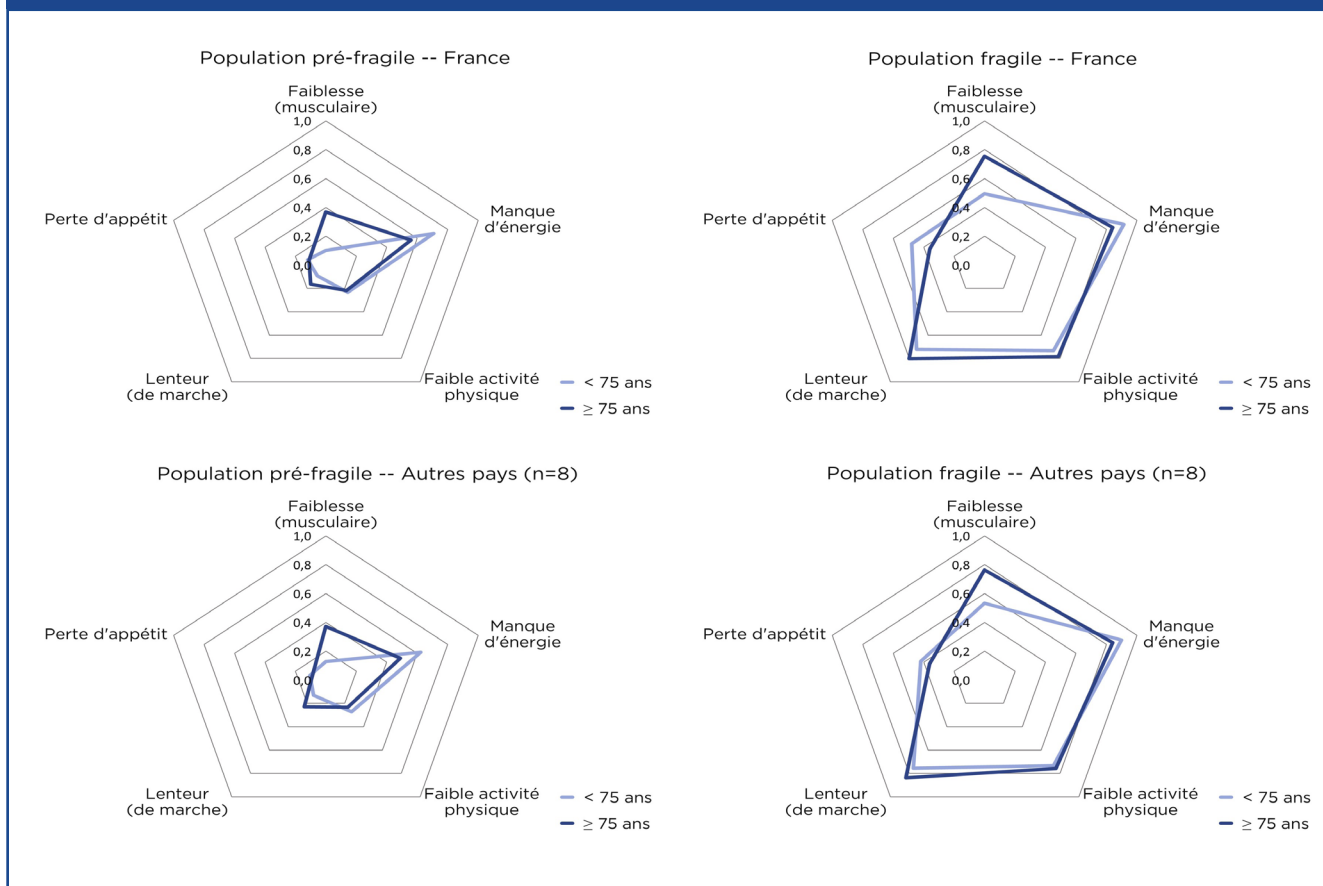 Population pré-fragile -- France
Faiblesse
(musculaire)
1,0
0,8
0,6
0,4
0,2
0,0
Manque
d'énergie
Perte d'appétit
Lenteur
(de marche)
Faible activité
physique
< 75 ans
≥ 75 ans
Population fragile -- France
Faiblesse
(musculaire)
1,0
0,8
0,6
0,4
0,2
0,0
Manque
d'énergie
Perte d'appétit
Lenteur
(de marche)
Faible activité
physique
< 75 ans
≥ 75 ans
Population pré-fragile -- Autres pays (n=8)
Faiblesse
(musculaire)
1,0
0,8
0,6
0,4
0,2
0,0
Manque
d'énergie
Perte d'appétit
Lenteur
(de marche)
Faible activité
physique
< 75 ans
≥ 75 ans
Population fragile -- Autres pays (n=8)
Faiblesse
(musculaire)
1,0
0,8
0,6
0,4
0,2
0,0
Manque
d'énergie
Perte d'appétit
Lenteur
(de marche)
Faible activité
physique
< 75 ans
≥ 75 ans